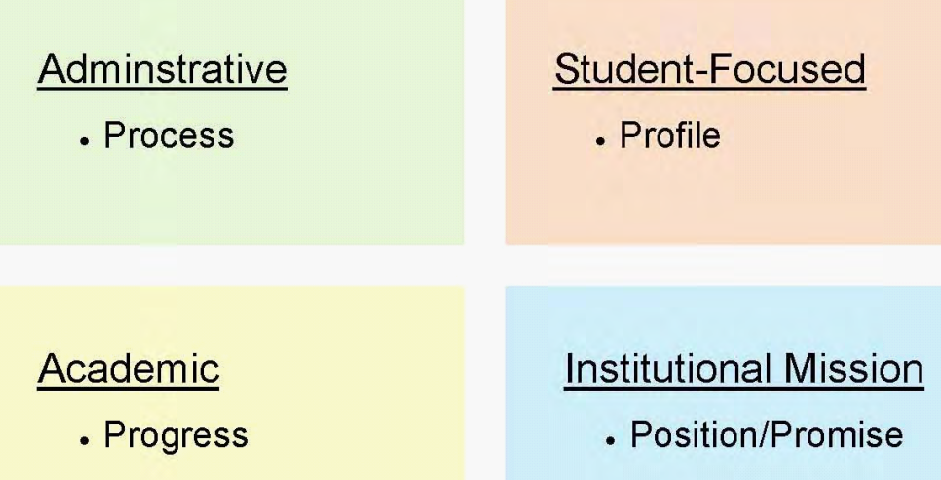 Adminstrative
• Process
Student-Focused
• Profile
Academic
• Progress
Institutional Mission
• Position/Promise